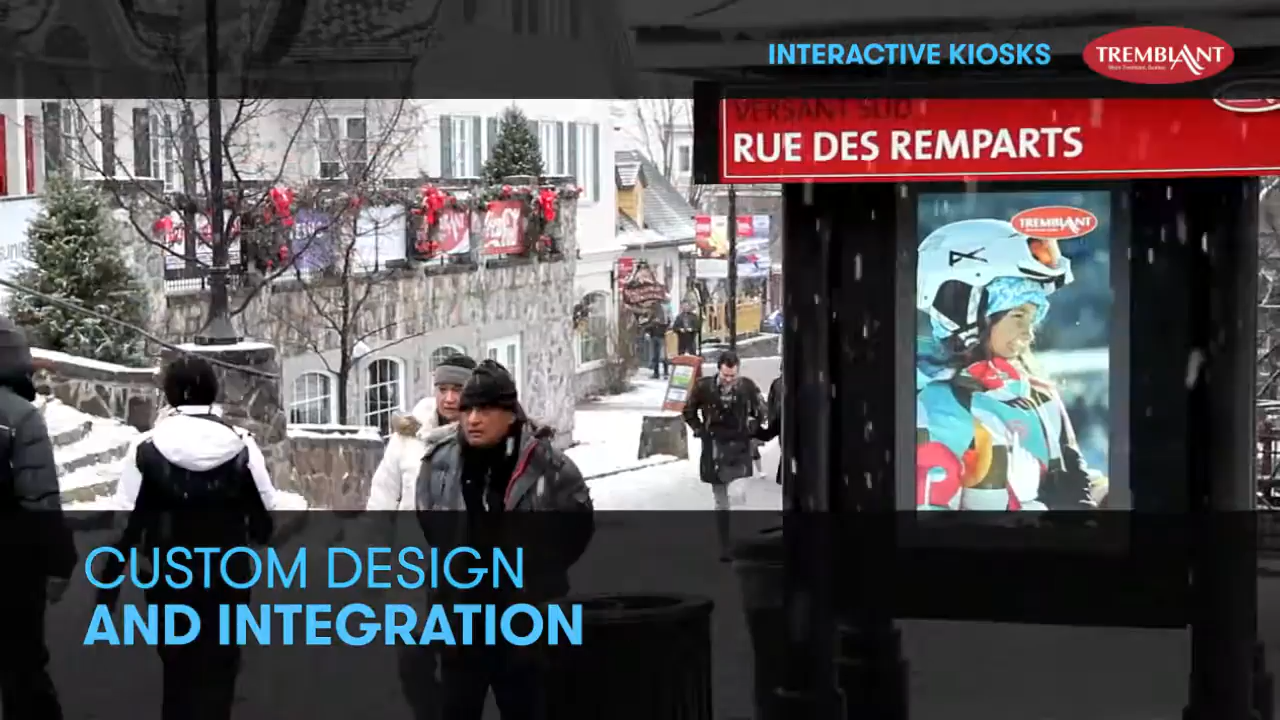 INTERACTIVE KIOSKS
TREMBLANT
VERSANT SUD
RUE DES REMPARTS
TREMBLANT
CUSTOM DESIGN
AND INTEGRATION